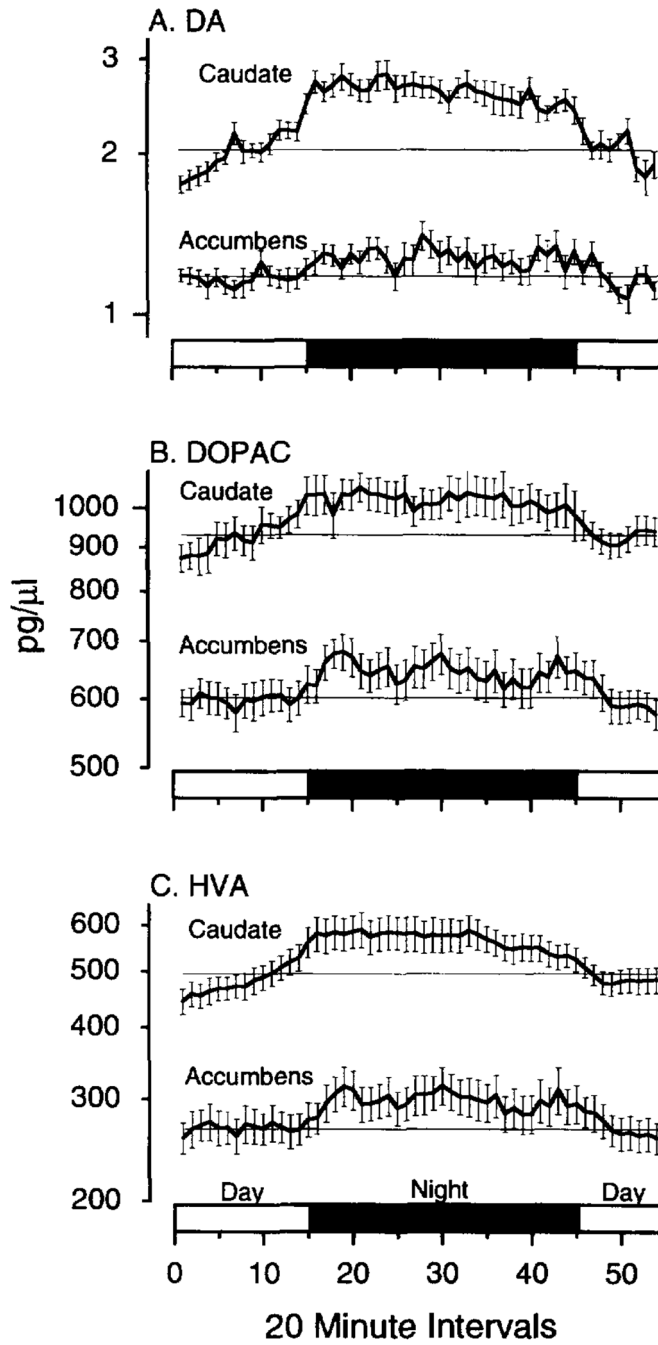 A. DA
3
Caudate
2
Accumbens
1
B. DOPAC
Caudate
1000
900
800
pg/µl
700
Accumbens
600
500
C. HVA
600
Caudate
500
400
Accumbens
300
200
Day Night Day
0 10 20 30 40 50
20 Minute Intervals